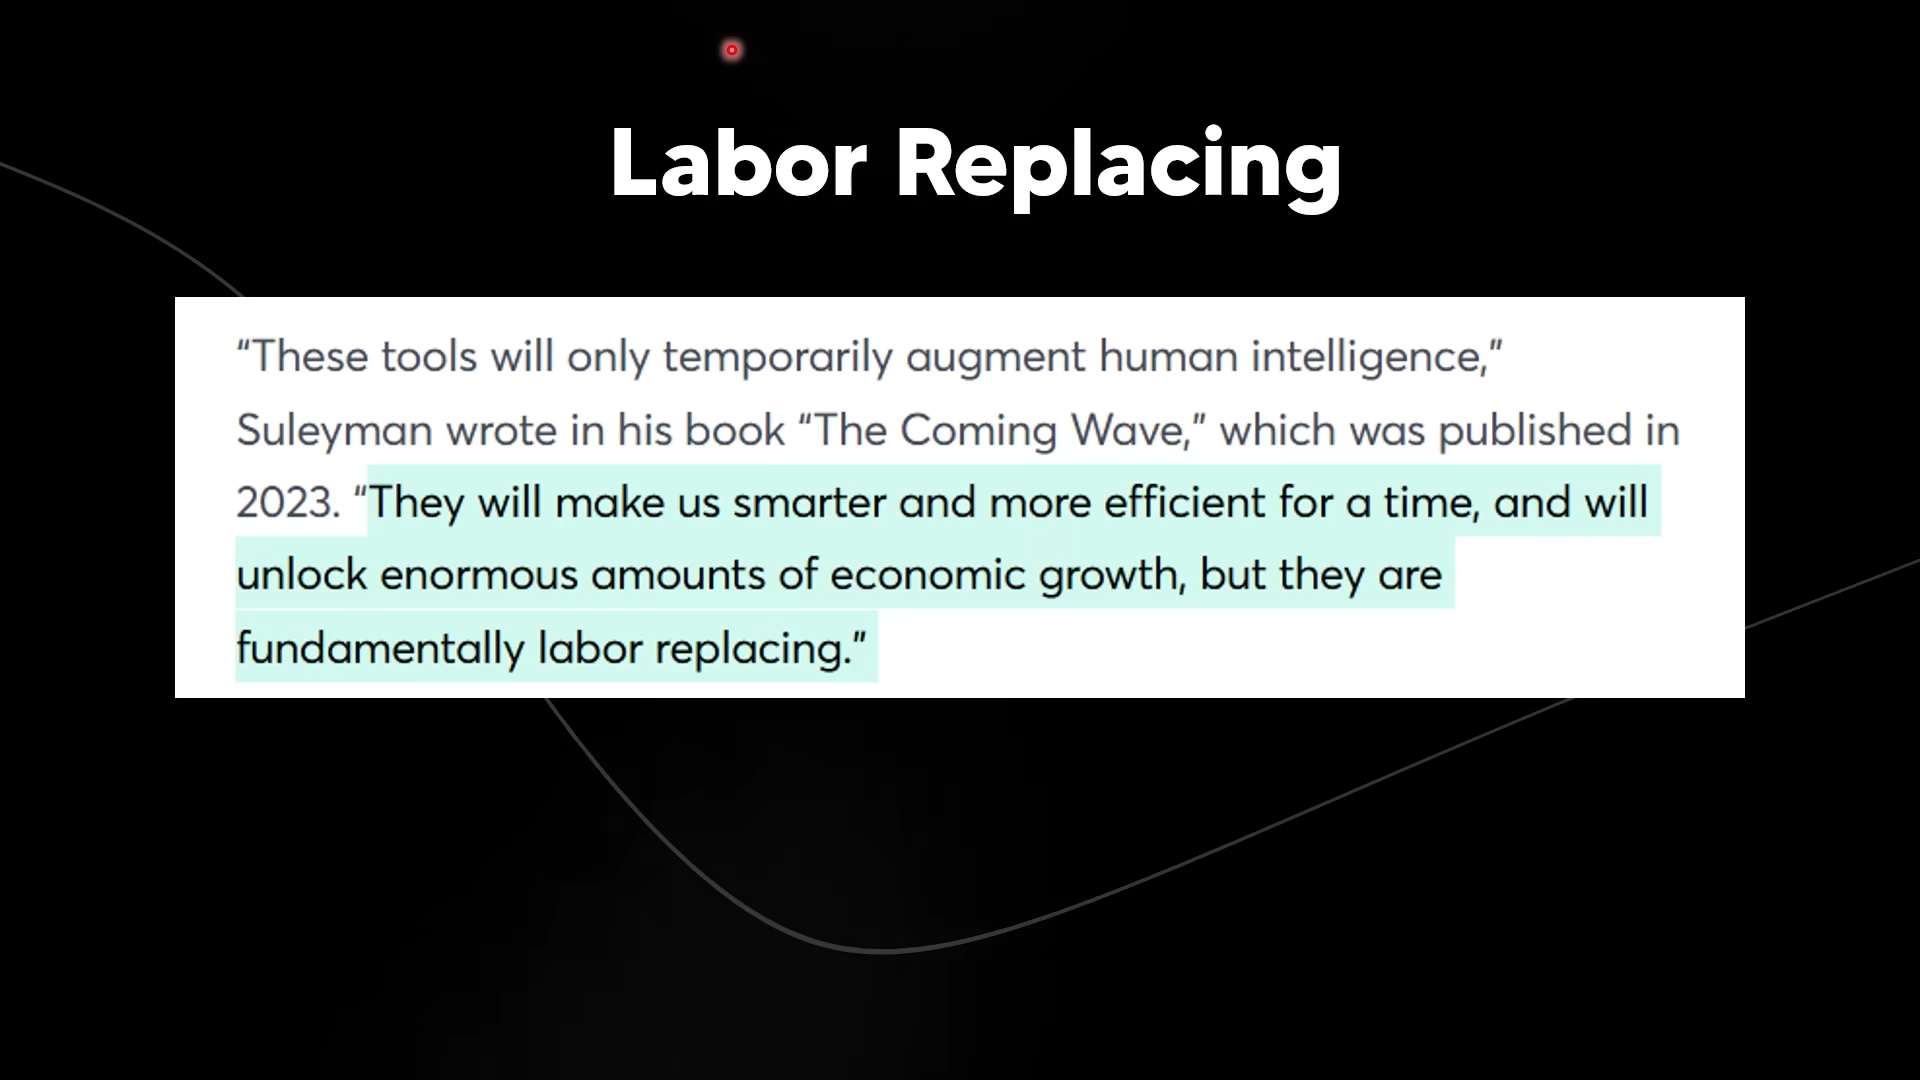 Labor Replacing
“These tools will only temporarily augment human intelligence,”
Suleyman wrote in his book “The Coming Wave,” which was published in
2023. “They will make us smarter and more efficient for a time, and will
unlock enormous amounts of economic growth, but they are
fundamentally labor replacing.”